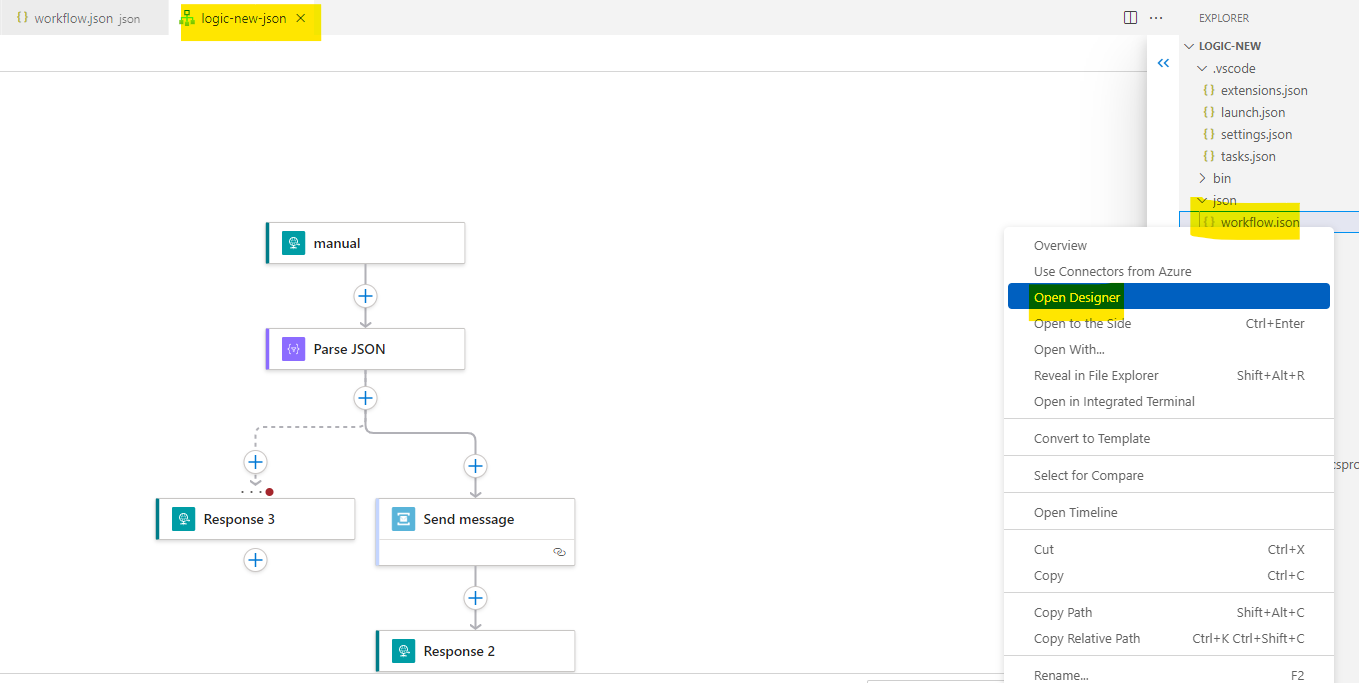 workflow.json json
logic-new-json
EXPLORER
LOGIC-NEW
.vscode
extensions.json
launch.json
settings.json
tasks.json
bin
json
workflow.json
manual
Parse JSON
Response 3
Send message
Response 2
Overview
Use Connectors from Azure
Open Designer
Open to the Side Ctrl+Enter
Open With...
Reveal in File Explorer Shift+Alt+R
Open in Integrated Terminal
Convert to Template
Select for Compare
Open Timeline
Cut Ctrl+X
Copy Ctrl+C
Copy Path Shift+Alt+C
Copy Relative Path Ctrl+K Ctrl+Shift+C
Rename... F2